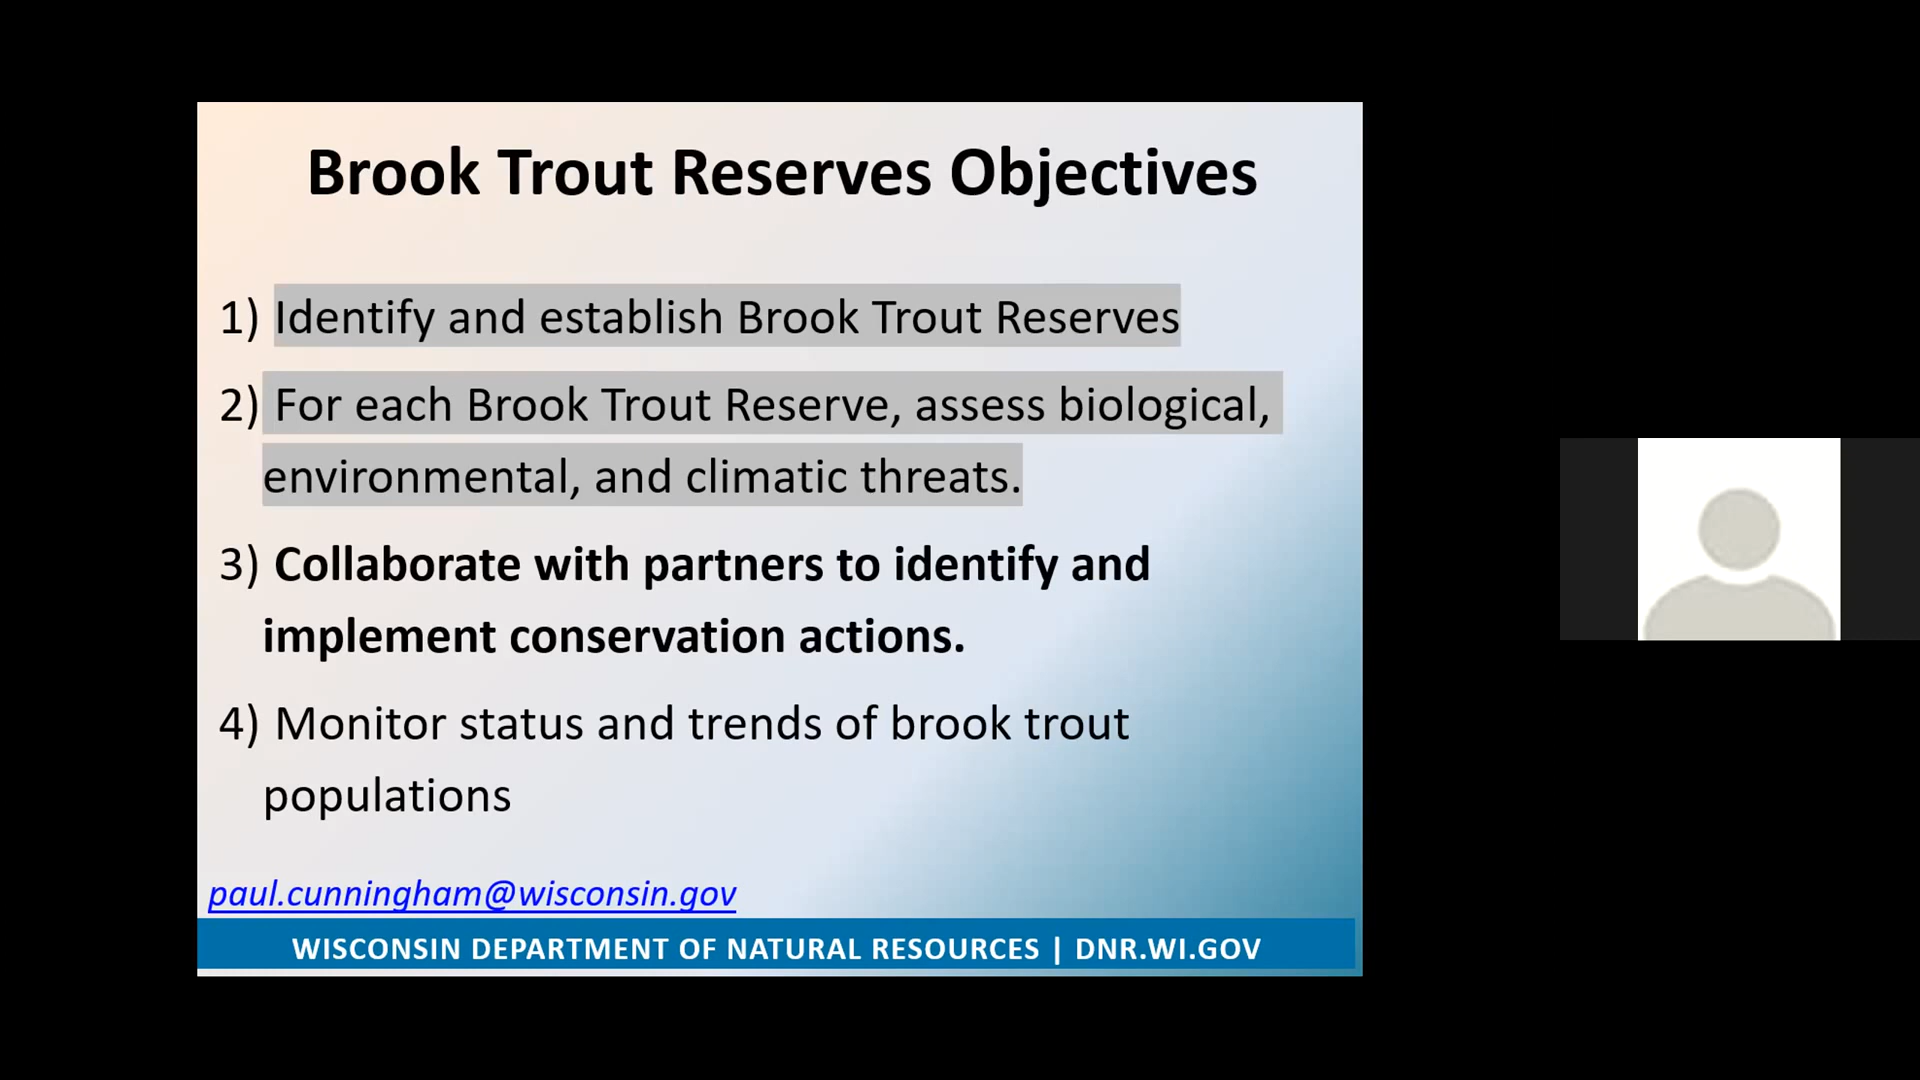 Brook Trout Reserves Objectives
1) Identify and establish Brook Trout Reserves
2) For each Brook Trout Reserve, assess biological,
environmental, and climatic threats.
3) Collaborate with partners to identify and
implement conservation actions.
4) Monitor status and trends of brook trout
populations
paul.cunningham@wisconsin.gov
WISCONSIN DEPARTMENT OF NATURAL RESOURCES | DNR.WI.GOV